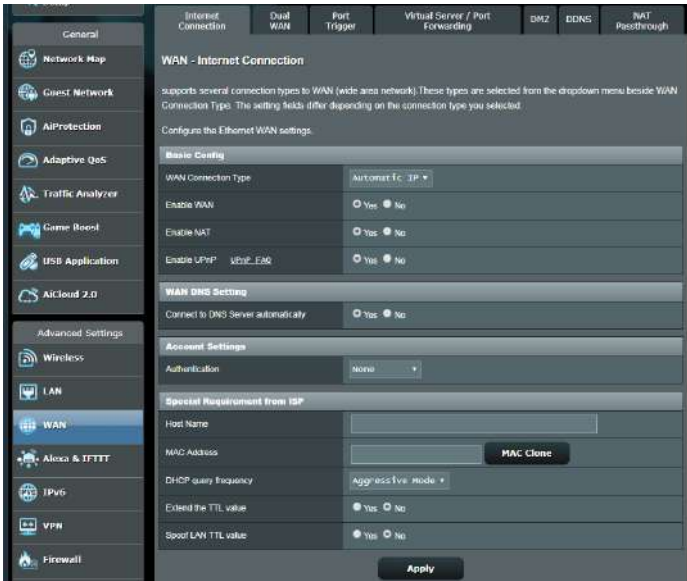 General
Network Map
Guest Network
AiProtection
Adaptive QoS
Traffic Analyzer
Game Boost
USB Application
AiCloud 2.0
Advanced Settings
Wireless
LAN
WAN
Alexa & IFTTT
IPv6
VPN
Firewall
Internet Connection
Dual WAN
Port Trigger
Virtual Server / Port Forwarding
DMZ
DDNS
NAT Passthrough
WAN - Internet Connection
supports several connection types to WAN (wide area network).These types are selected from the dropdown menu beside WAN
Connection Type. The setting fields differ depending on the connection type you selected.
Configure the Ethernet WAN settings.
Basic Config
WAN Connection Type Automatic IP
Enable WAN Yes No
Enable NAT Yes No
Enable UPnP UPnP FAQ Yes No
WAN DNS Setting
Connect to DNS Server automatically Yes No
Account Settings
Authentication None
Special Requirement from ISP
Host Name
MAC Address MAC Clone
DHCP query frequency Aggressive Mode
Extend the TTL value Yes No
Spoof LAN TTL value Yes No
Apply